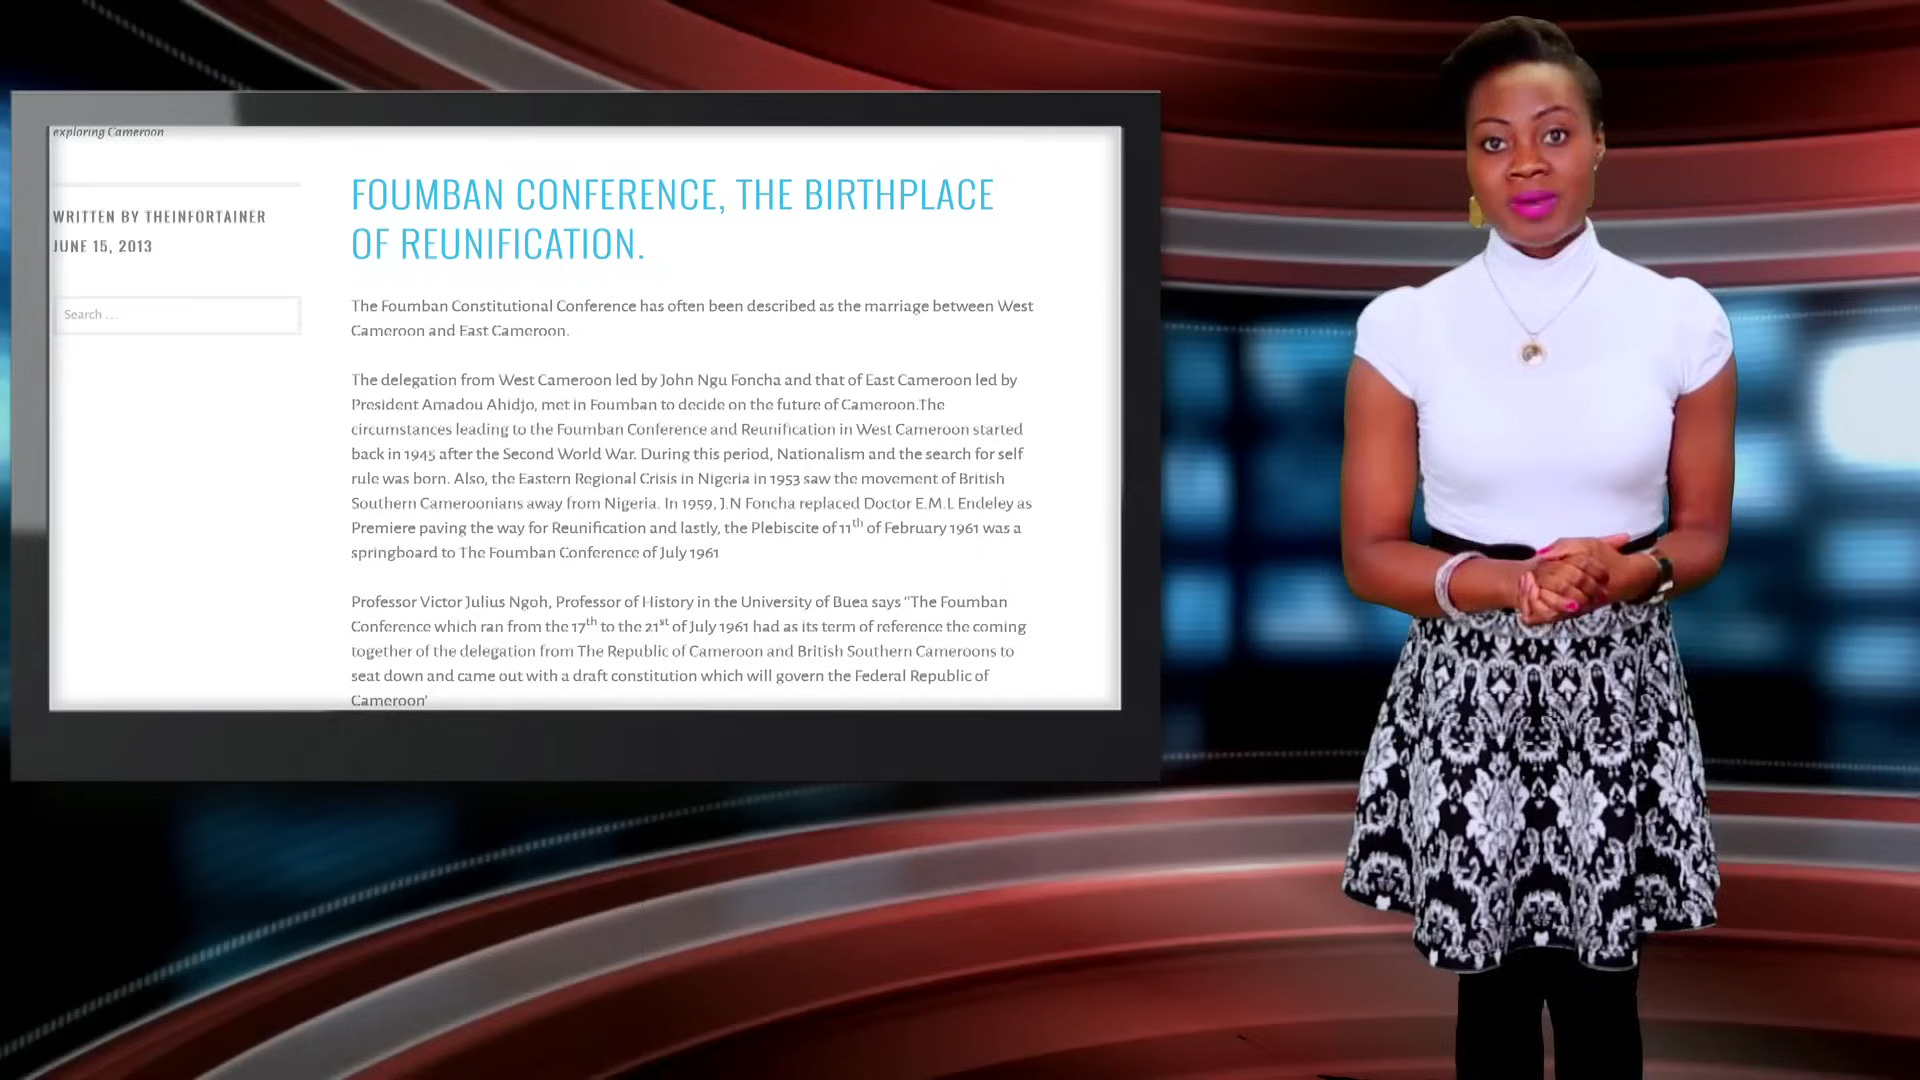 exploring Cameroon
WRITTEN BY THEINFORTAINER
JUNE 15, 2013
Search ...
FOUMBAN CONFERENCE, THE BIRTHPLACE
OF REUNIFICATION.
The Foumban Constitutional Conference has often been described as the marriage between West
Cameroon and East Cameroon.
The delegation from West Cameroon led by John Ngu Foncha and that of East Cameroon led by
President Amadou Ahidjo, met in Foumban to decide on the future of Cameroon.The
circumstances leading to the Foumban Conference and Reunification in West Cameroon started
back in 1945 after the Second World War. During this period, Nationalism and the search for self
rule was born. Also, the Eastern Regional Crisis in Nigeria in 1953 saw the movement of British
Southern Cameroonians away from Nigeria. In 1959, J.N Foncha replaced Doctor E.M.L Endeley as
Premiere paving the way for Reunification and lastly, the Plebiscite of 11th of February 1961 was a
springboard to The Foumban Conference of July 1961
Professor Victor Julius Ngoh, Professor of History in the University of Buea says “The Foumban
Conference which ran from the 17th to the 21st of July 1961 had as its term of reference the coming
together of the delegation from The Republic of Cameroon and British Southern Cameroons to
seat down and came out with a draft constitution which will govern the Federal Republic of
Cameroon’